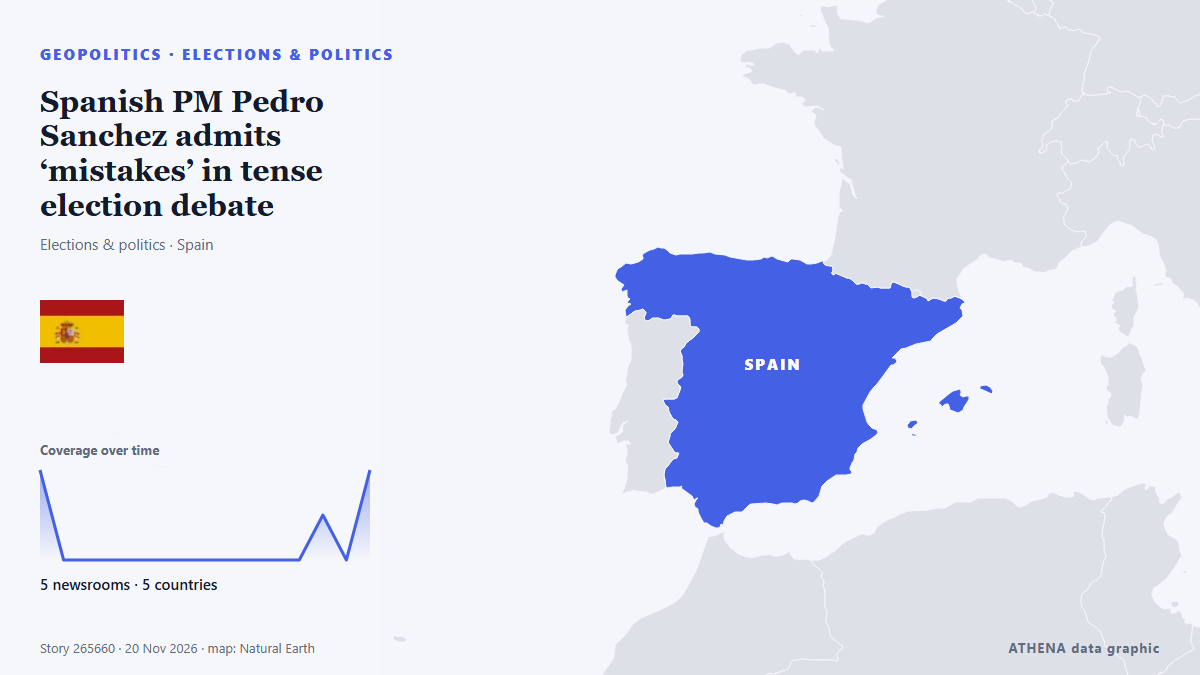 GEOPOLITICS · ELECTIONS & POLITICS
Spanish PM Pedro
Sanchez admits
‘mistakes’ in tense
election debate
Elections & politics · Spain
SPAIN
Coverage over time
5 newsrooms · 5 countries
Story 265660 · 20 Nov 2026 · map: Natural Earth
ATHENA data graphic